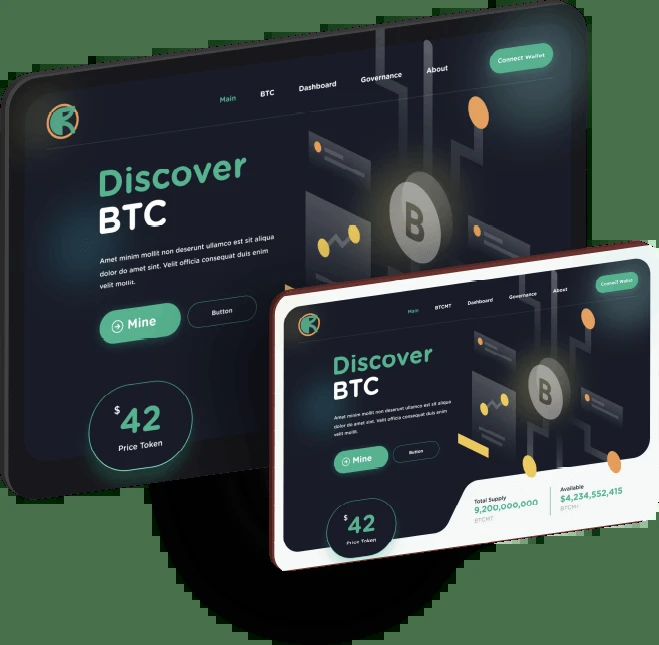 Main BTC Dashboard Governance About Connect Wallet
Discover
BTC
Amet minim mollit non deserunt ullamco est sit aliqua
dolor do amet sint. Velit officia consequat duis enim
velit mollit.
Mine Button
$ 42
Price Token
Main BTCMT Dashboard Governance About Connect Wallet
Discover
BTC
Amet minim mollit non deserunt ullamco est sit aliqua
dolor do amet sint. Velit officia consequat duis enim
velit mollit.
Mine Button
$ 42
Price Token
Total Supply
9,200,000,000
BTCMT
Available
$4,234,552,415
BTCMT